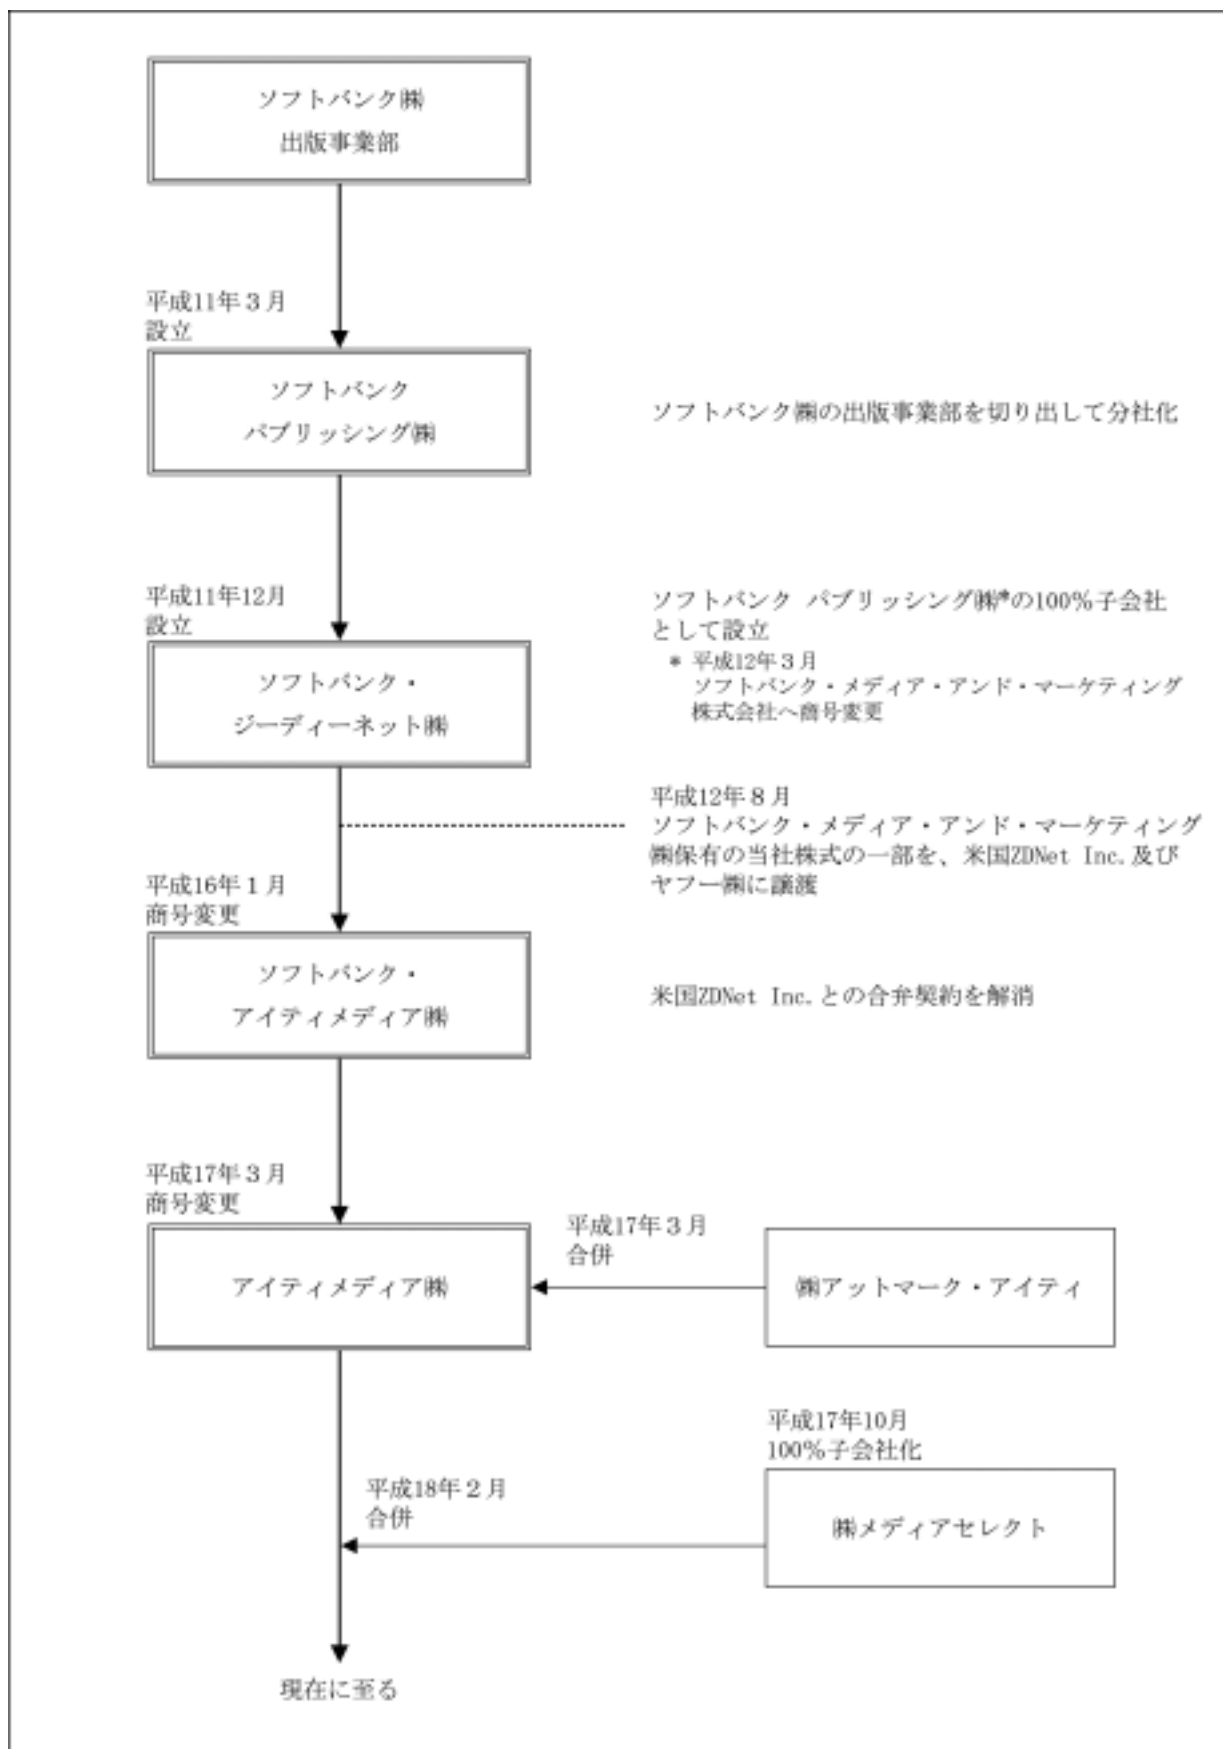 ソフトバンク㈱
出版事業部
平成11年３月
設立
ソフトバンク
パブリッシング㈱
ソフトバンク㈱の出版事業部を切り出して分社化
平成11年12月
設立
ソフトバンク・
ジーディーネット㈱
ソフトバンク パブリッシング㈱*の100％子会社
として設立
* 平成12年３月
ソフトバンク・メディア・アンド・マーケティング
株式会社へ商号変更
平成12年８月
ソフトバンク・メディア・アンド・マーケティング
㈱保有の当社株式の一部を、米国ZDNet Inc.及び
ヤフー㈱に譲渡
平成16年１月
商号変更
ソフトバンク・
アイティメディア㈱
米国ZDNet Inc.との合弁契約を解消
平成17年３月
商号変更
アイティメディア㈱
平成17年３月
合併
㈱アットマーク・アイティ
平成17年10月
100％子会社化
㈱メディアセレクト
平成18年２月
合併
現在に至る